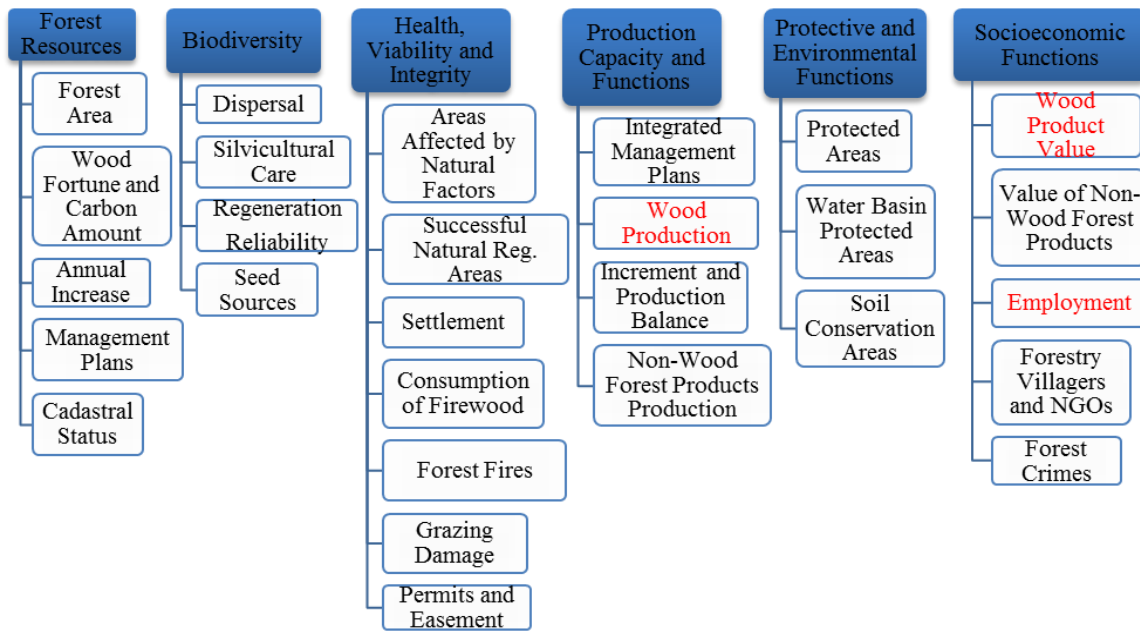 Forest
Resources
Forest
Area
Wood
Fortune and
Carbon
Amount
Annual
Increase
Management
Plans
Cadastral
Status
Biodiversity
Dispersal
Silvicultural
Care
Regeneration
Reliability
Seed
Sources
Health,
Viability and
Integrity
Areas
Affected by
Natural
Factors
Successful
Natural Reg.
Areas
Settlement
Consumption
of Firewood
Forest Fires
Grazing
Damage
Permits and
Easement
Production
Capacity and
Functions
Integrated
Management
Plans
Wood
Production
Increment and
Production
Balance
Non-Wood
Forest Products
Production
Protective and
Environmental
Functions
Protected
Areas
Water Basin
Protected
Areas
Soil
Conservation
Areas
Socioeconomic
Functions
Wood
Product
Value
Value of Non-
Wood Forest
Products
Employment
Forestry
Villagers
and NGOs
Forest
Crimes